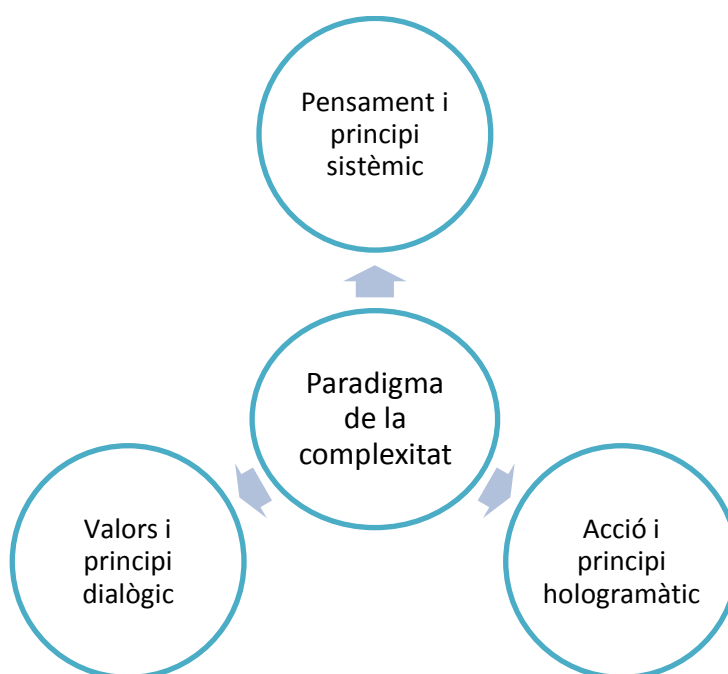 Pensament i
principi
sistèmic
Paradigma
de la
complexitat
Valors i
principi
dialògic
Acció i
principi
hologramàtic